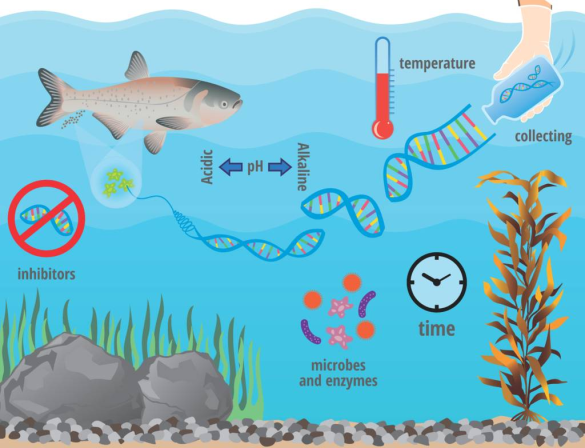 temperature
collecting
Acidic
pH
Alkaline
inhibitors
time
microbes
and enzymes